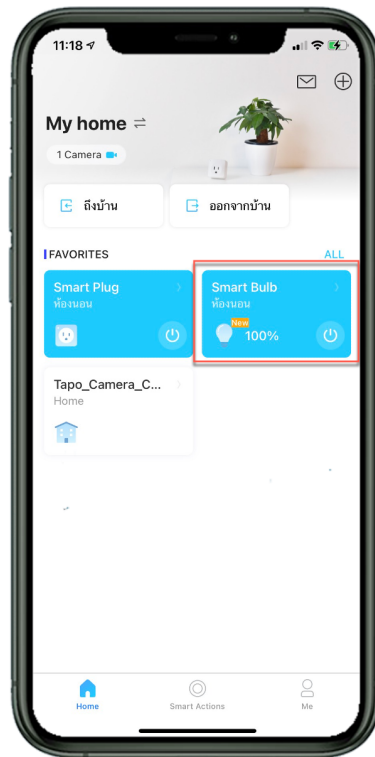 11:18
My home
1 Camera
ถึงบ้าน
ออกจากบ้าน
FAVORITES
ALL
Smart Plug
ห้องนอน
Smart Bulb
ห้องนอน
New
100%
Tapo_Camera_C...
Home
Home
Smart Actions
Me